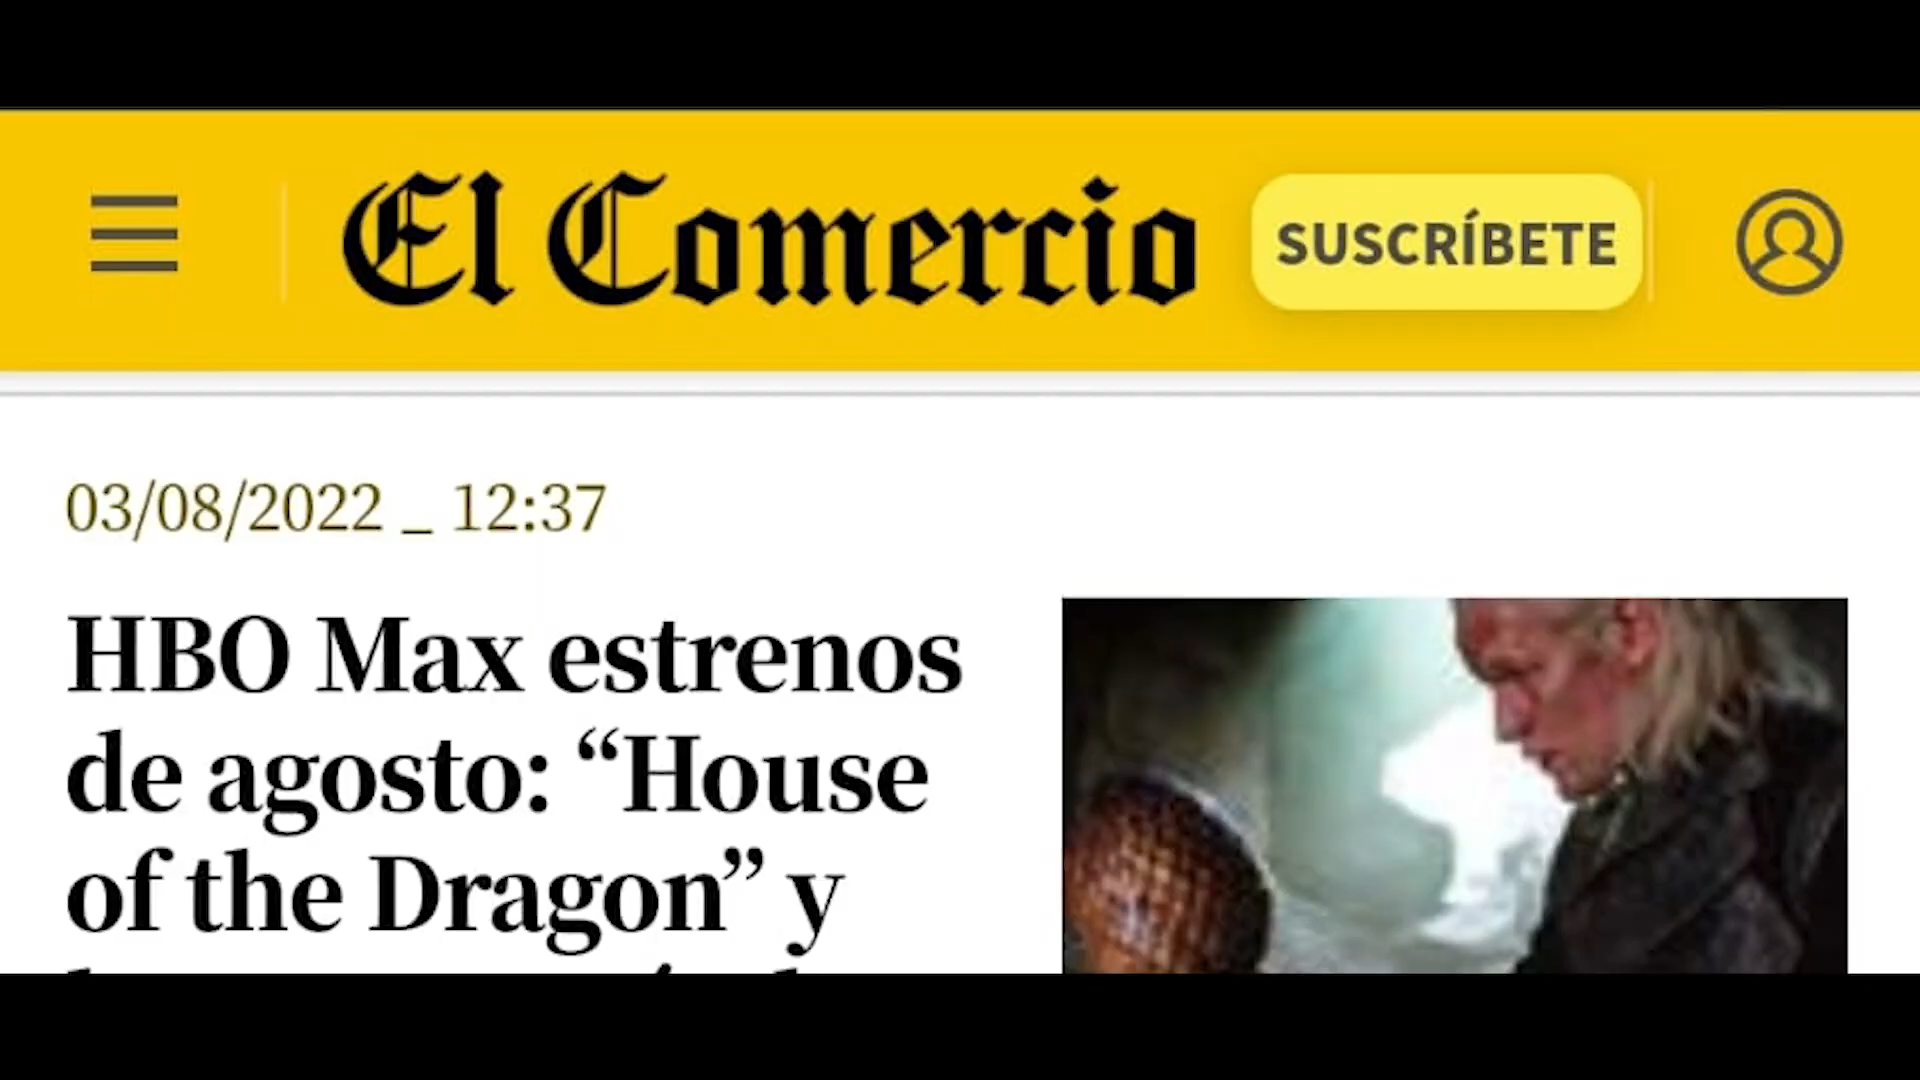 El Comercio
SUSCRÍBETE
03/08/2022 _ 12:37
HBO Max estrenos
de agosto: “House
of the Dragon” y